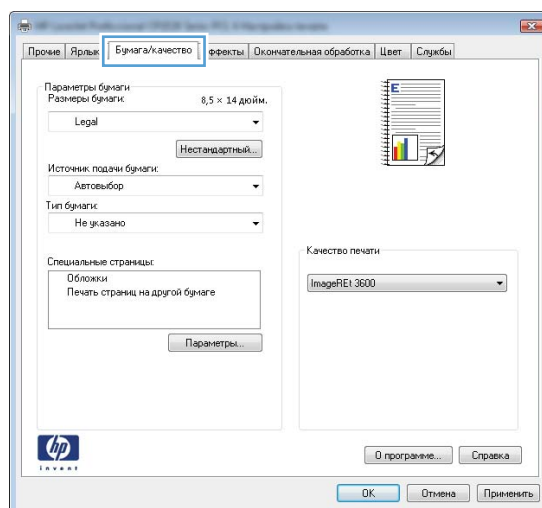 Прочие Ярлык Бумага/качество ффекты Окончательная обработка Цвет Службы
Параметры бумаги
Размеры бумаги: 8,5 × 14 дюйм.
Legal
Нестандартный...
Источник подачи бумаги:
Автовыбор
Тип бумаги:
Не указано
Специальные страницы:
Обложки
Печать страниц на другой бумаге
Параметры...
E
Качество печати
ImageREt 3600
hp
invent
О программе... Справка
OK Отмена Применить